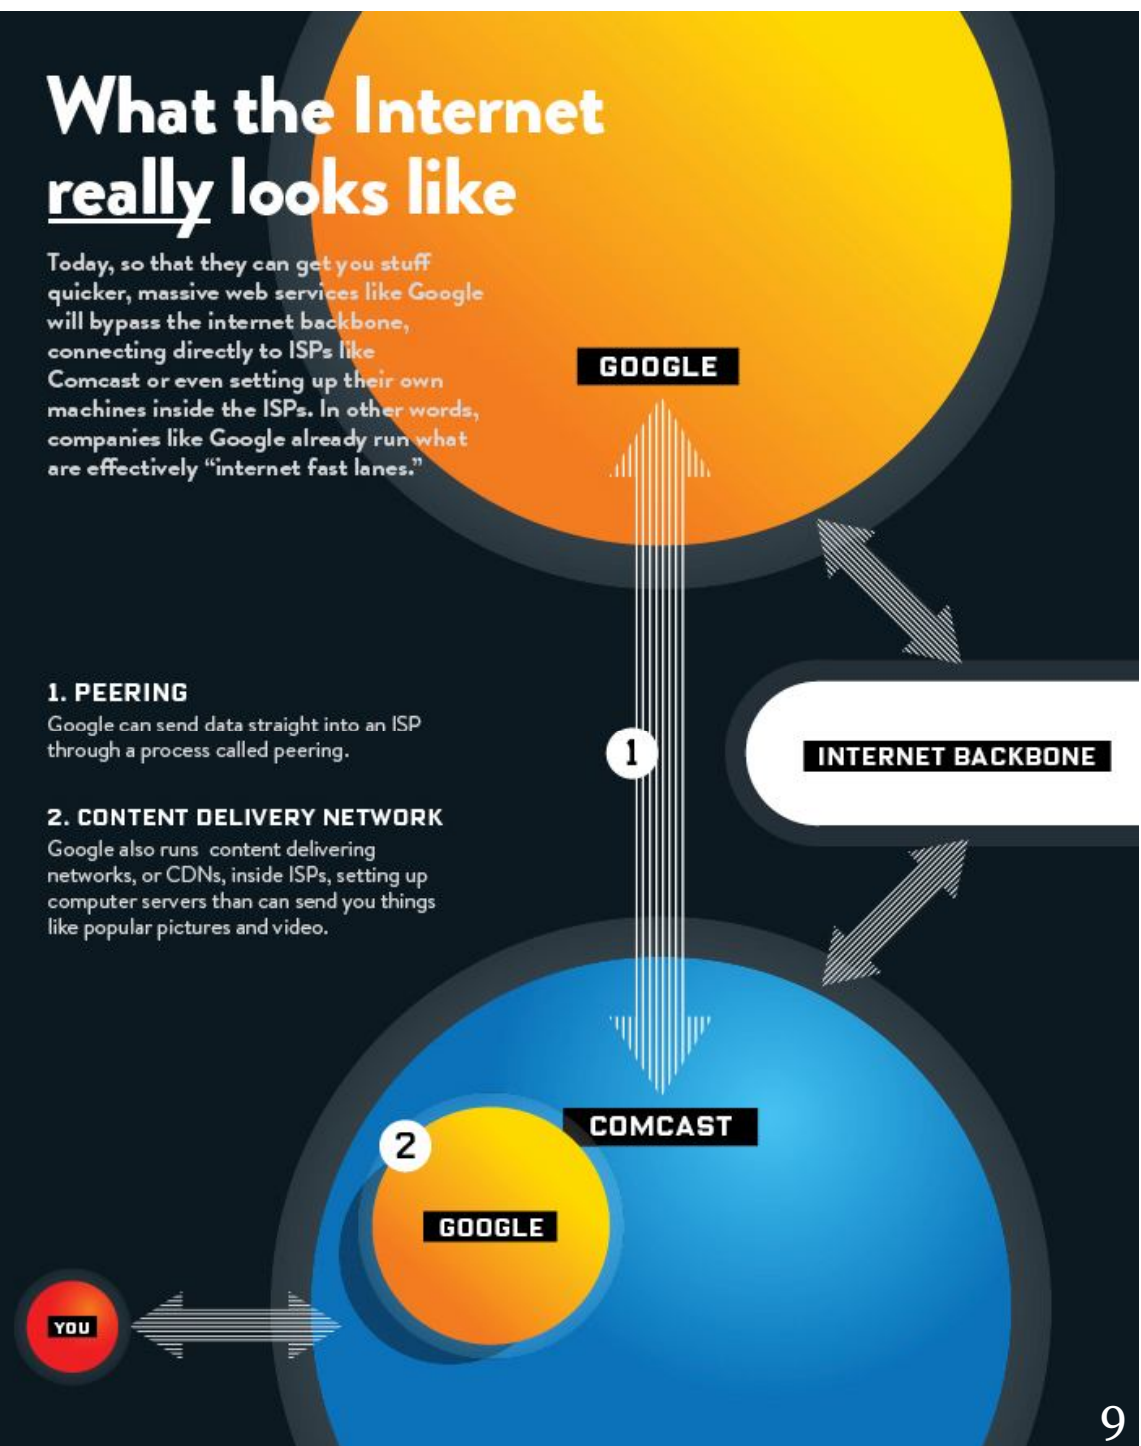 What the Internet
really looks like
Today, so that they can get you stuff
quicker, massive web services like Google
will bypass the internet backbone,
connecting directly to ISPs like
Comcast or even setting up their own
machines inside the ISPs. In other words,
companies like Google already run what
are effectively “internet fast lanes.”
GOOGLE
1. PEERING
Google can send data straight into an ISP
through a process called peering.
1
INTERNET BACKBONE
2. CONTENT DELIVERY NETWORK
Google also runs content delivering
networks, or CDNs, inside ISPs, setting up
computer servers than can send you things
like popular pictures and video.
COMCAST
2
GOOGLE
YOU
9